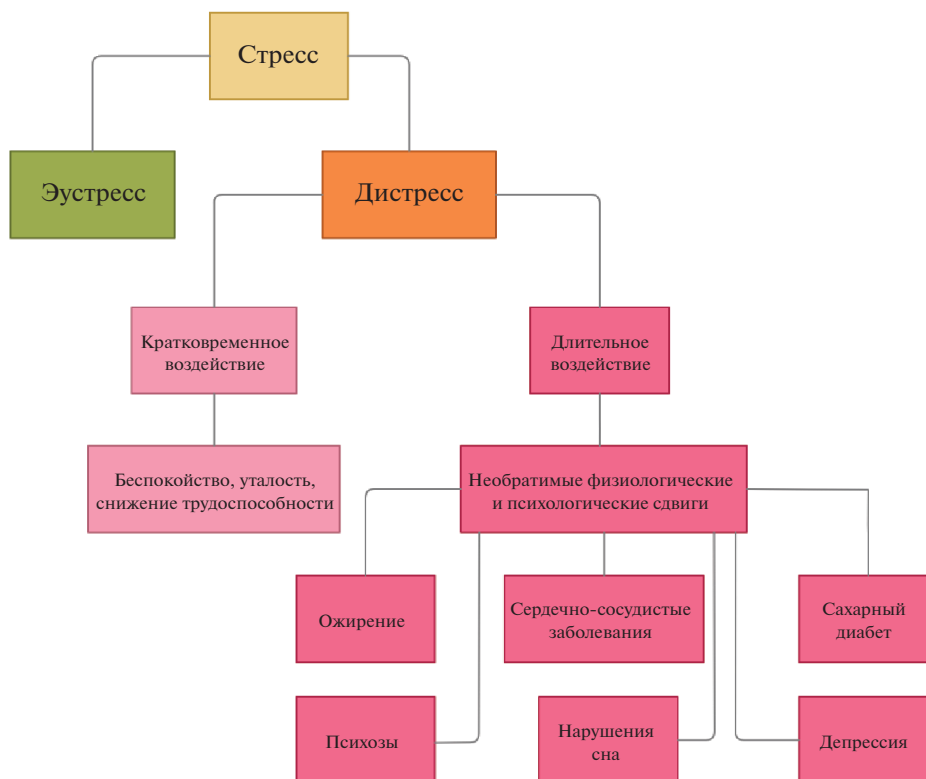 Стресс
Эустресс
Дистресс
Кратковременное
воздействие
Длительное
воздействие
Беспокойство, уталость,
снижение трудоспособности
Необратимые физиологические
и психологические сдвиги
Ожирение
Сердечно-сосудистые
заболевания
Сахарный
диабет
Психозы
Нарушения
сна
Депрессия